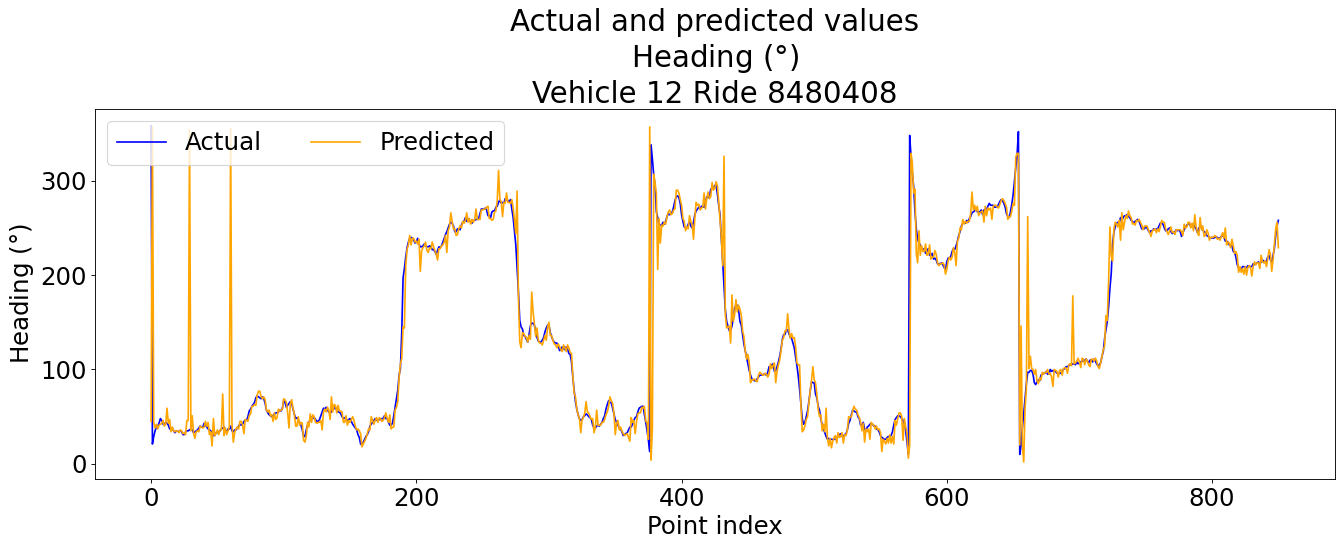 Actual and predicted values
Heading (°)
Vehicle 12 Ride 8480408
Actual Predicted
Heading (°)
300
200
100
0
0 200 400 600 800
Point index